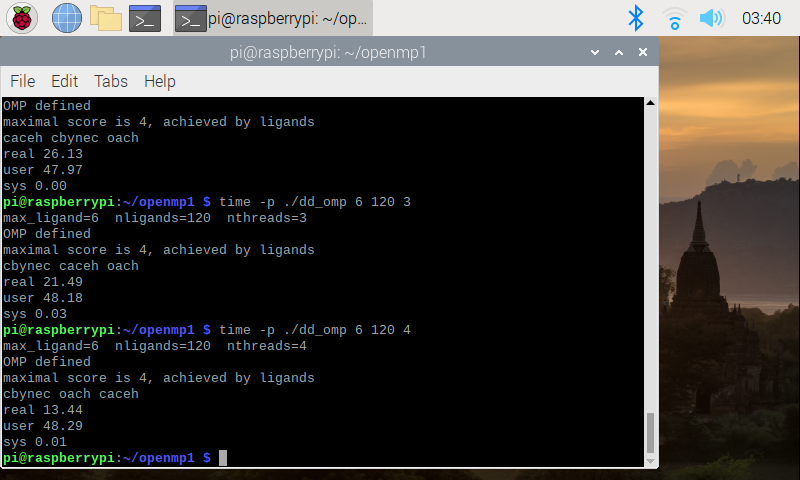 pi@raspberrypi: ~/op...
03:40
pi@raspberrypi: ~/openmp1
File Edit Tabs Help
OMP defined
maximal score is 4, achieved by ligands
caceh cbynec oach
real 26.13
user 47.97
sys 0.00
pi@raspberrypi:~/openmp1 $ time -p ./dd_omp 6 120 3
max_ligand=6  nligands=120  nthreads=3
OMP defined
maximal score is 4, achieved by ligands
cbynec caceh oach
real 21.49
user 48.18
sys 0.03
pi@raspberrypi:~/openmp1 $ time -p ./dd_omp 6 120 4
max_ligand=6  nligands=120  nthreads=4
OMP defined
maximal score is 4, achieved by ligands
cbynec oach caceh
real 13.44
user 48.29
sys 0.01
pi@raspberrypi:~/openmp1 $